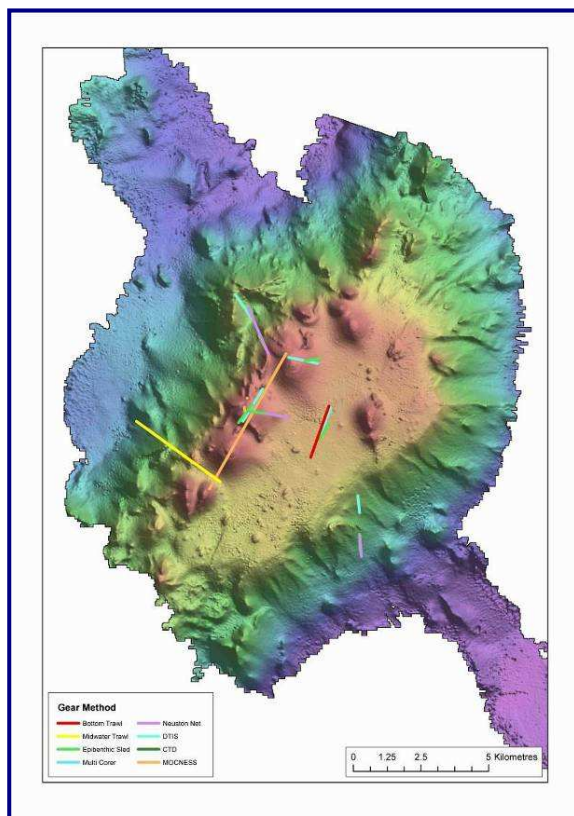 Gear Method
Bottom Trawl
Midwater Trawl
Epibenthic Sled
Multi Corer
Neuston Net
DTIS
CTD
MOCNESS
0 1.25 2.5 5 Kilometres